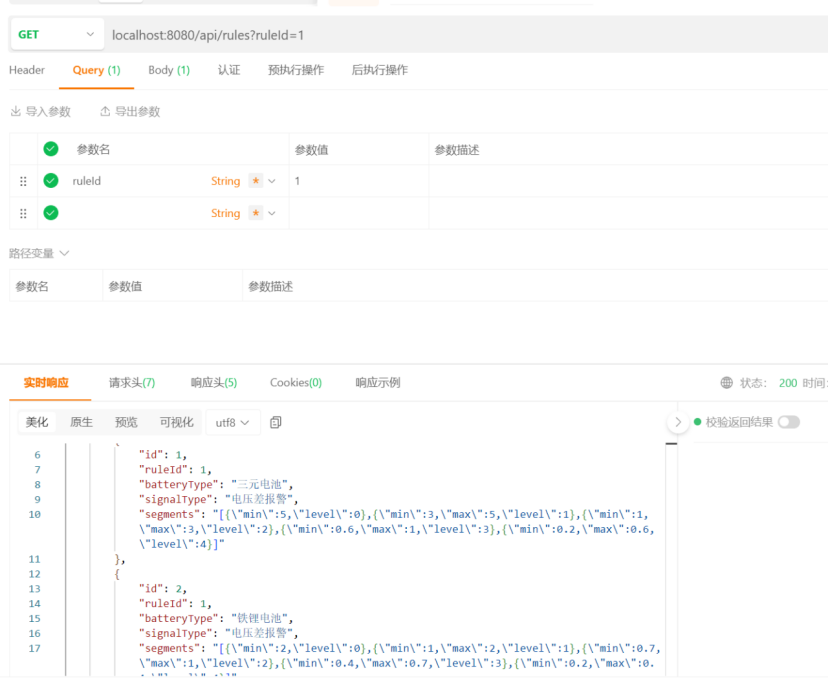 GET localhost:8080/api/rules?ruleId=1
Header Query (1) Body (1) 认证 预执行操作 后执行操作
导入参数 导出参数
参数名 参数值 参数描述
ruleId String 1
String
路径变量
参数名 参数值 参数描述
实时响应 请求头(7) 响应头(5) Cookies(0) 响应示例 状态: 200 时间:
美化 原生 预览 可视化 utf8 校验返回结果
6 "id": 1,
7 "ruleId": 1,
8 "batteryType": "三元电池",
9 "signalType": "电压差报警",
10 "segments": "[{\"min\":5,\"level\":0},{\"min\":3,\"max\":5,\"level\":1},{\"min\":1,
\"max\":3,\"level\":2},{\"min\":0.6,\"max\":1,\"level\":3},{\"min\":0.2,\"max\":0.6,
\"level\":4}]"
11 },
12 {
13 "id": 2,
14 "ruleId": 1,
15 "batteryType": "铁锂电池",
16 "signalType": "电压差报警",
17 "segments": "[{\"min\":2,\"level\":0},{\"min\":1,\"max\":2,\"level\":1},{\"min\":0.7,
\"max\":1,\"level\":2},{\"min\":0.4,\"max\":0.7,\"level\":3},{\"min\":0.2,\"max\":0.